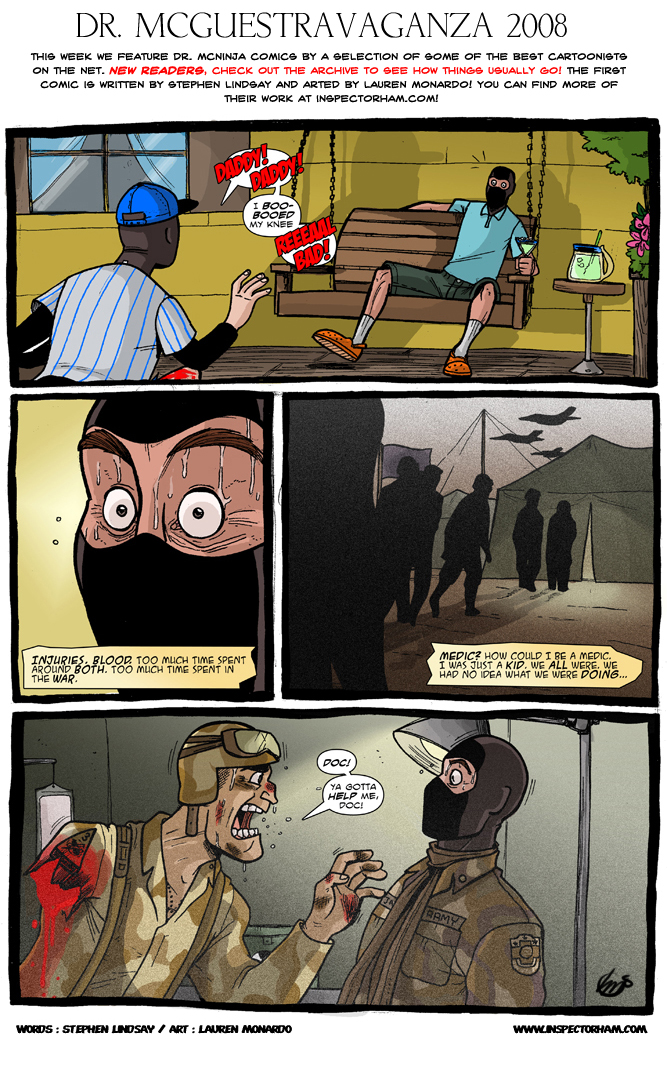 DR. MCGUESTRAVAGANZA 2008
THIS WEEK WE FEATURE DR. MCNINJA COMICS BY A SELECTION OF SOME OF THE BEST CARTOONISTS
ON THE NET. NEW READERS, CHECK OUT THE ARCHIVE TO SEE HOW THINGS USUALLY GO! THE FIRST
COMIC IS WRITTEN BY STEPHEN LINDSAY AND ARTED BY LAUREN MONARDO! YOU CAN FIND MORE OF
THEIR WORK AT INSPECTORHAM.COM!
DADDY!
DADDY!
I BOO-
BOOED
MY KNEE
REEEAAL
BAD!
INJURIES. BLOOD. TOO MUCH TIME SPENT
AROUND BOTH. TOO MUCH TIME SPENT IN
THE WAR.
MEDIC? HOW COULD I BE A MEDIC.
I WAS JUST A KID. WE ALL WERE. WE
HAD NO IDEA WHAT WE WERE DOING...
DOC!
YA GOTTA
HELP ME,
DOC!
ARMY
WORDS : STEPHEN LINDSAY / ART : LAUREN MONARDO
WWW.INSPECTORHAM.COM